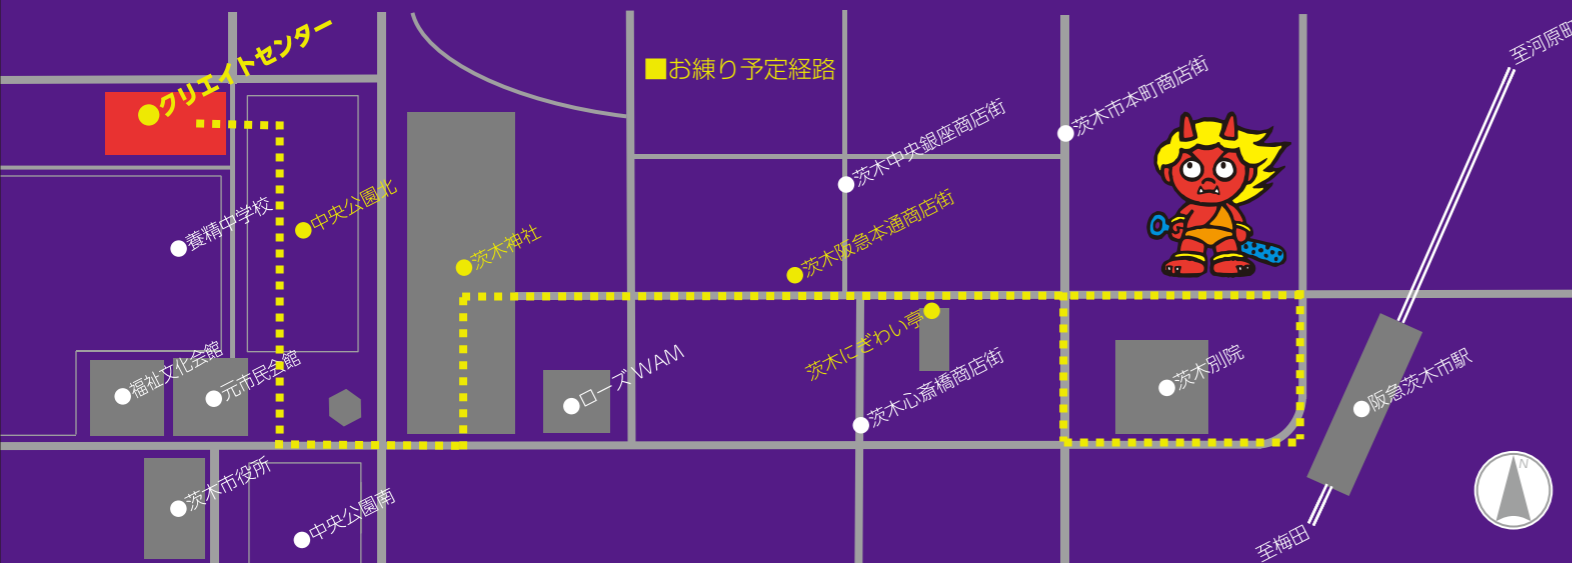 クリエイトセンター
■お練り予定経路
至河原町
茨木市本町商店街
茨木中央銀座商店街
中央公園北
養精中学校
茨木神社
茨木阪急本通商店街
茨木にぎわい亭
福祉文化会館
元市民会館
ローズ WAM
茨木心斎橋商店街
茨木別院
阪急茨木市駅
茨木市役所
中央公園南
N
至梅田